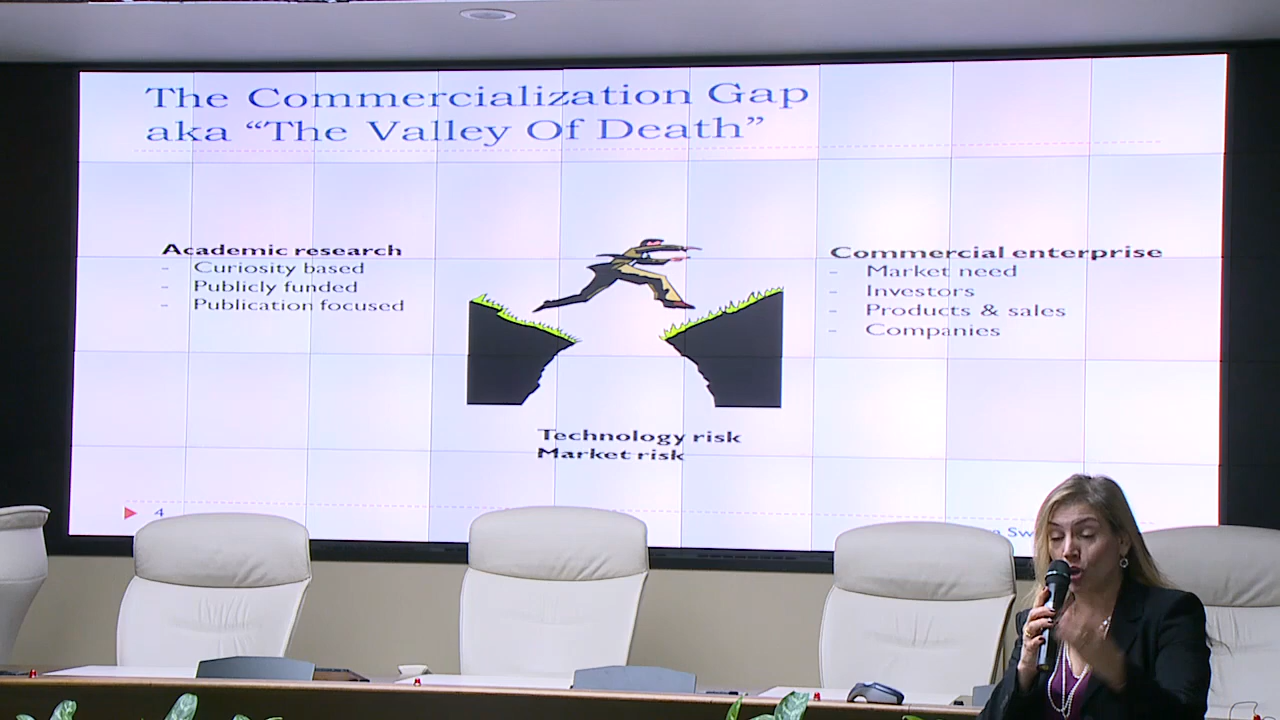 The Commercialization Gap
aka “The Valley Of Death”
Academic research
- Curiosity based
- Publicly funded
- Publication focused
Commercial enterprise
- Market need
- Investors
- Products & sales
- Companies
Technology risk
Market risk
4